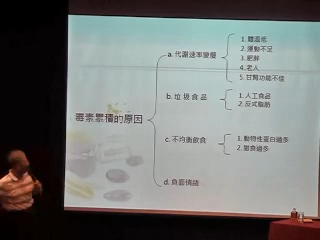 毒素累積的原因
a. 代謝速率變慢
1. 體溫低
2. 運動不足
3. 肥胖
4. 老人
5. 甘腎功能不佳
b. 垃圾食品
1. 人工食品
2. 反式脂肪
c. 不均衡飲食
1. 動物性蛋白過多
2. 甜食過多
d. 負面情緒